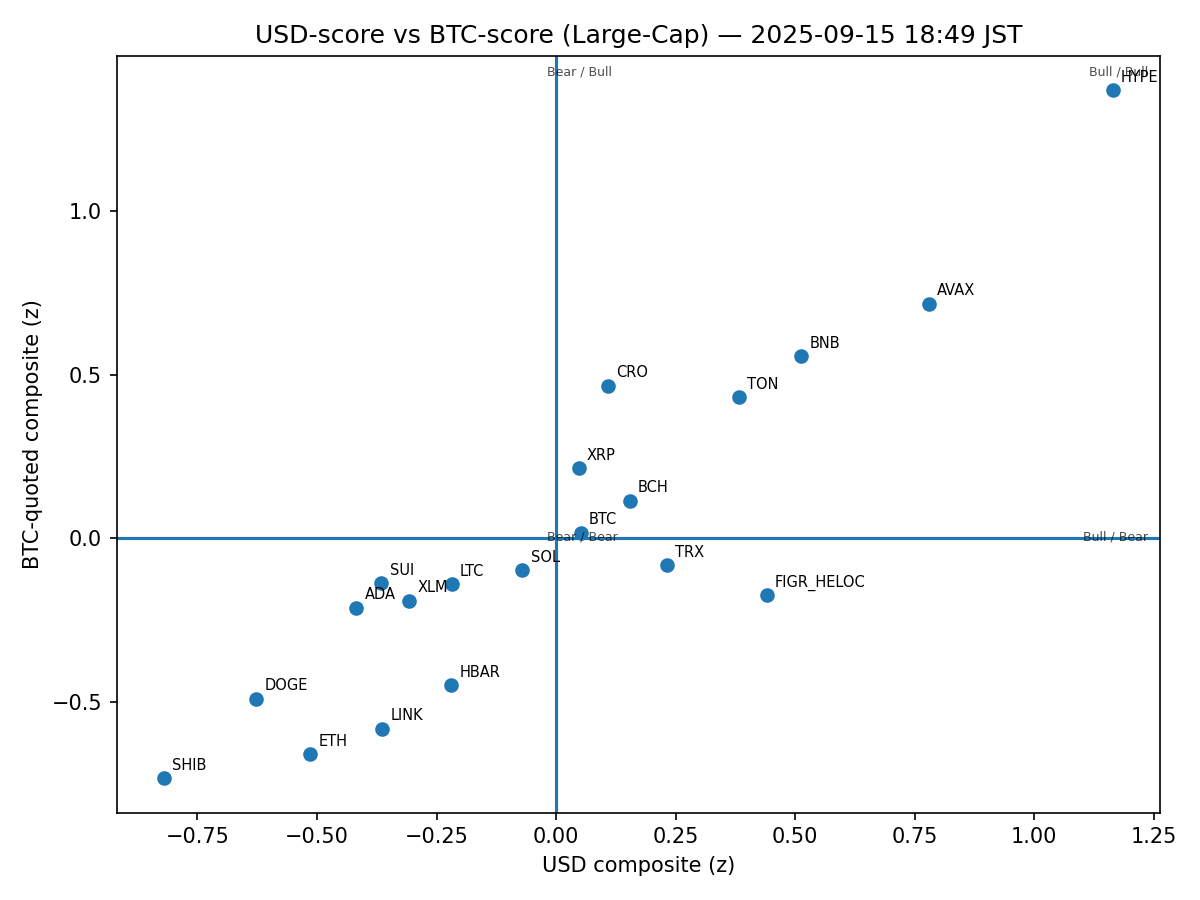 USD-score vs BTC-score (Large-Cap) — 2025-09-15 18:49 JST
Bear / Bull
Bull / Bull
HYPE
1.0
AVAX
BNB
0.5
CRO
TON
XRP
BCH
BTC
0.0
Bear / Bear
Bull / Bear
TRX
SOL
SUI
LTC
FIGR_HELOC
XLM
ADA
HBAR
DOGE
−0.5
LINK
ETH
SHIB
BTC-quoted composite (z)
−0.75
−0.50
−0.25
0.00
0.25
0.50
0.75
1.00
1.25
USD composite (z)